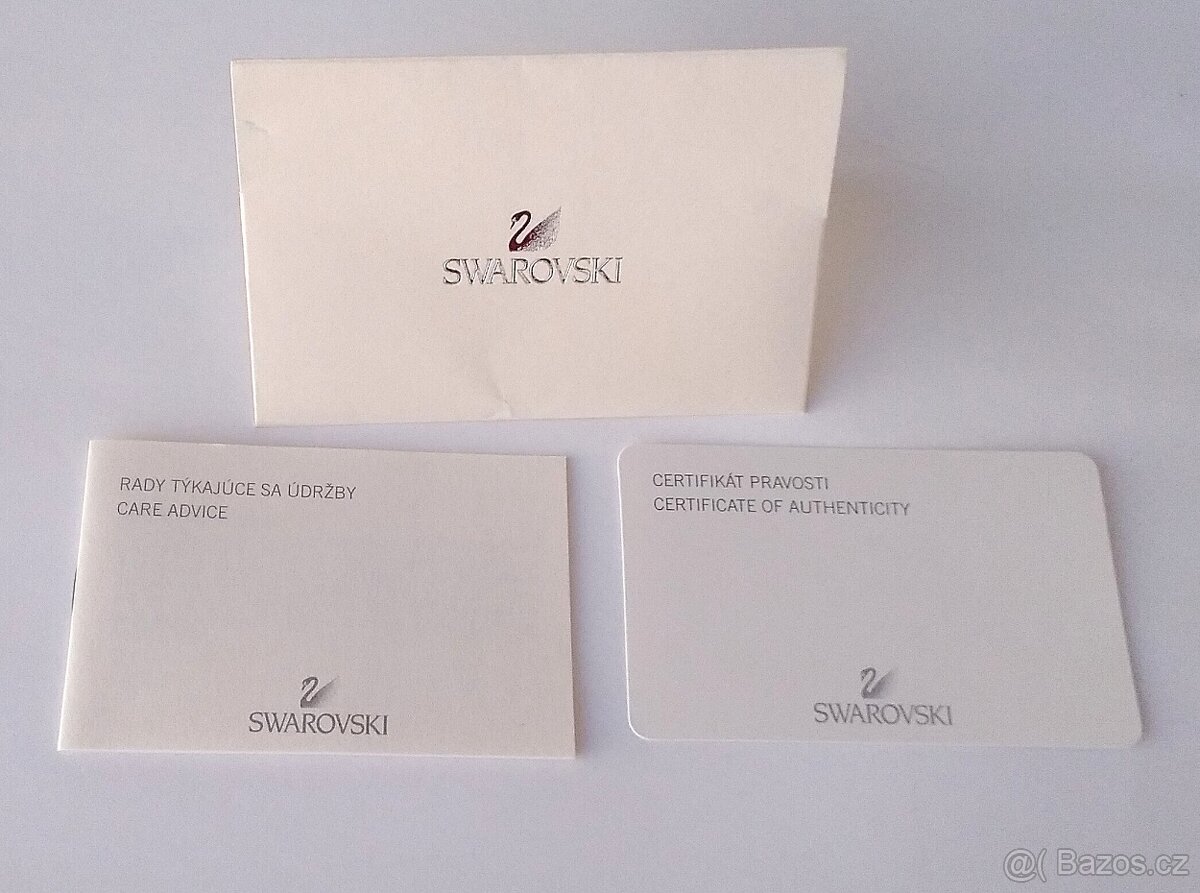 SWAROVSKI
RADY TÝKAJÚCE SA ÚDRŽBY
CARE ADVICE
SWAROVSKI
CERTIFIKÁT PRAVOSTI
CERTIFICATE OF AUTHENTICITY
SWAROVSKI
@( Bazos.cz